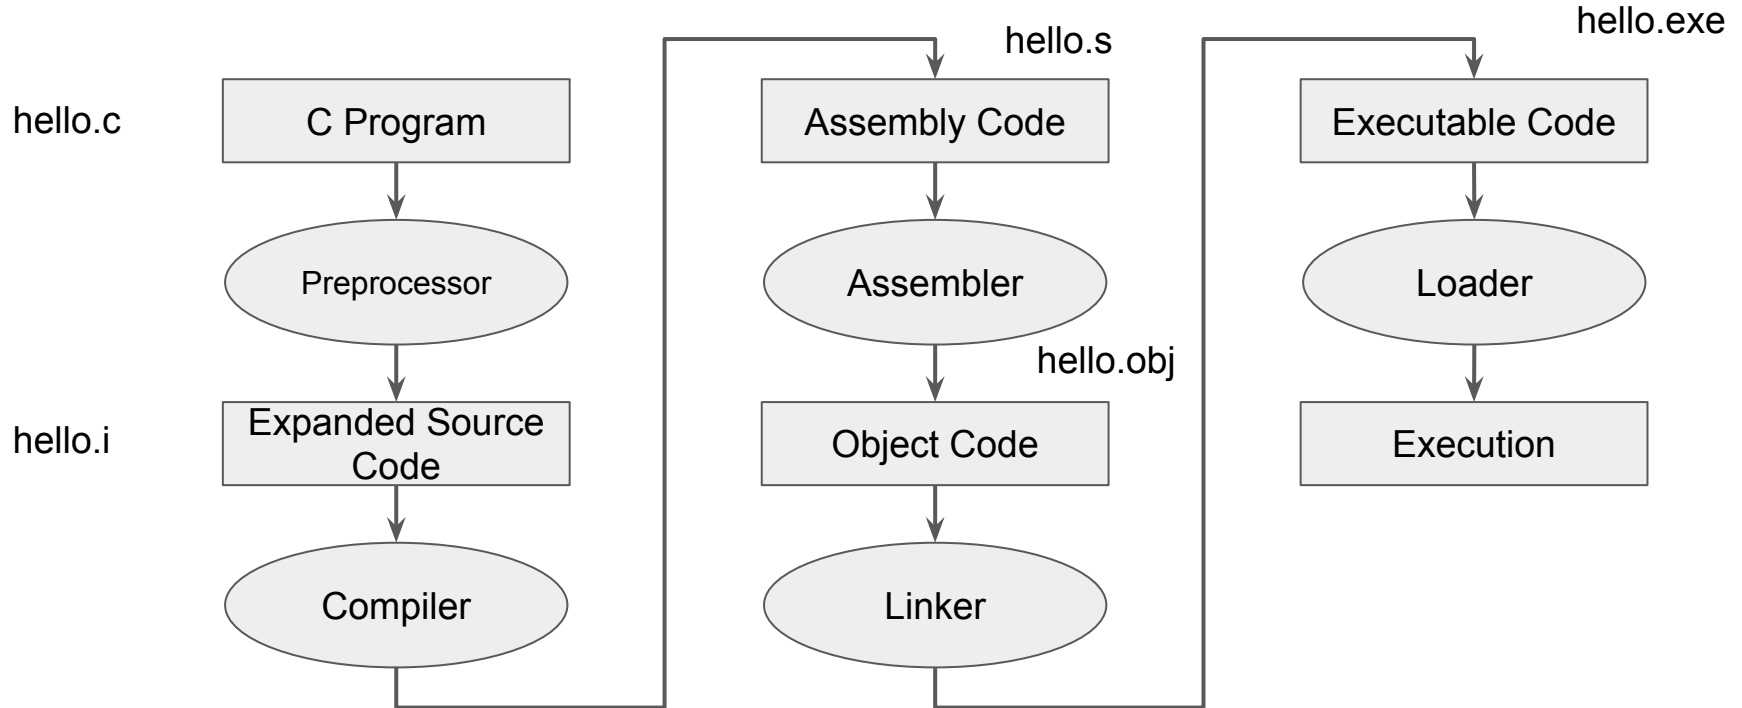 hello.c
C Program
Preprocessor
hello.i
Expanded Source
Code
Compiler
hello.s
Assembly Code
Assembler
hello.obj
Object Code
Linker
hello.exe
Executable Code
Loader
Execution